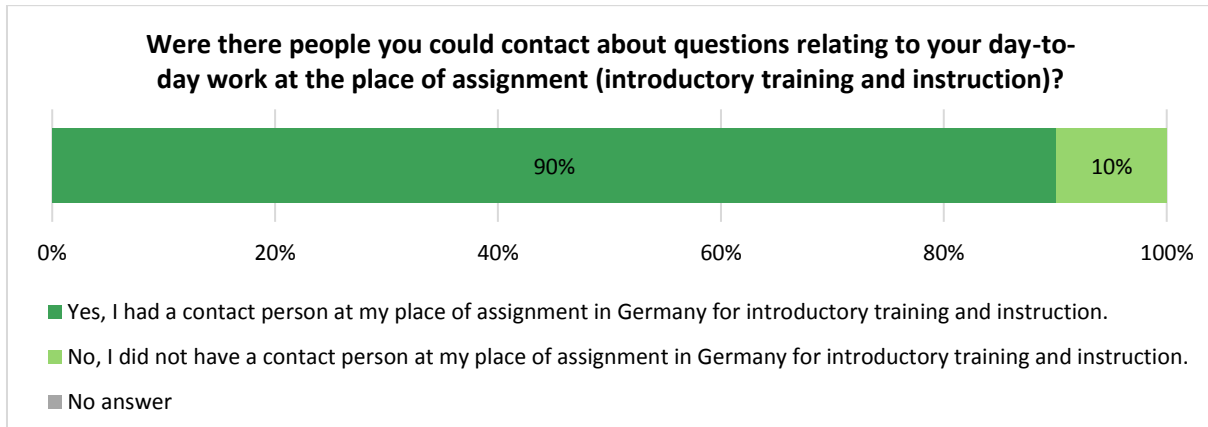 Were there people you could contact about questions relating to your day-to-
day work at the place of assignment (introductory training and instruction)?
90%
10%
0%
20%
40%
60%
80%
100%
Yes, I had a contact person at my place of assignment in Germany for introductory training and instruction.
No, I did not have a contact person at my place of assignment in Germany for introductory training and instruction.
No answer